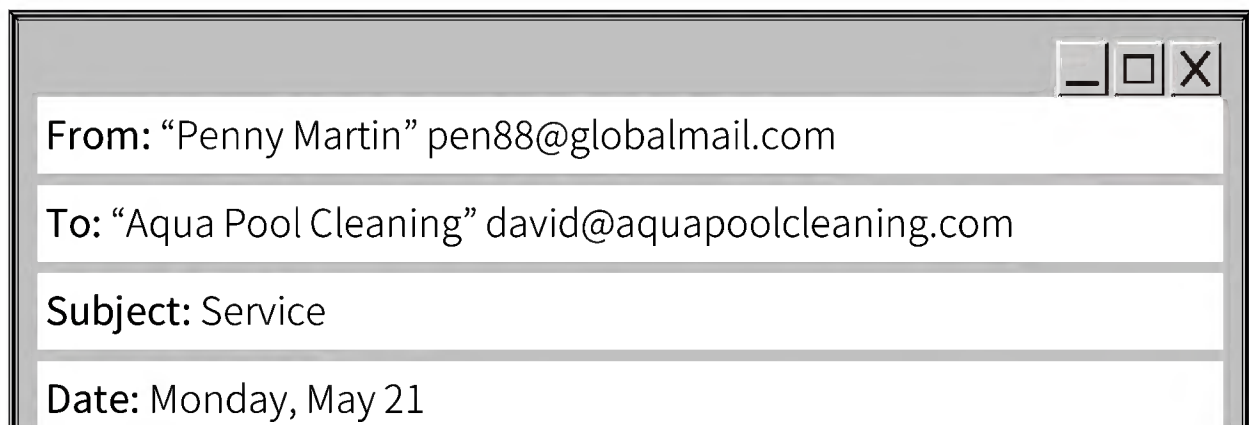 From: “Penny Martin” pen88@globalmail.com
To: “Aqua Pool Cleaning” david@aquapoolcleaning.com
Subject: Service
Date: Monday, May 21